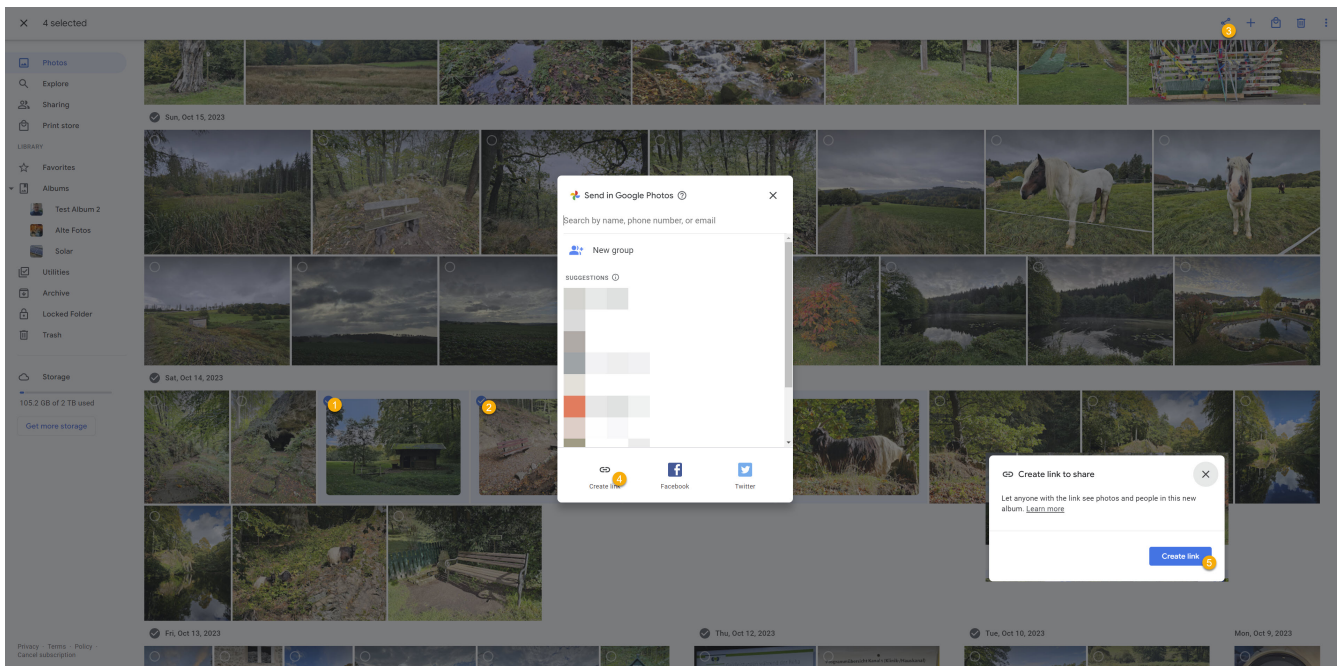 4 selected
3
Photos
Explore
Sharing
Print store
LIBRARY
Favorites
Albums
Test Album 2
Alte Fotos
Solar
Utilities
Archive
Locked Folder
Trash
Storage
105.2 GB of 2 TB used
Get more storage
Privacy · Terms · Policy ·
Cancel subscription
Sun, Oct 15, 2023
Sat, Oct 14, 2023
1
2
Fri, Oct 13, 2023
Thu, Oct 12, 2023
Tue, Oct 10, 2023
Mon, Oct 9, 2023
Send in Google Photos
Search by name, phone number, or email
New group
SUGGESTIONS
Create link
4
Facebook
Twitter
Create link to share
Let anyone with the link see photos and people in this new
album. Learn more
Create link
5